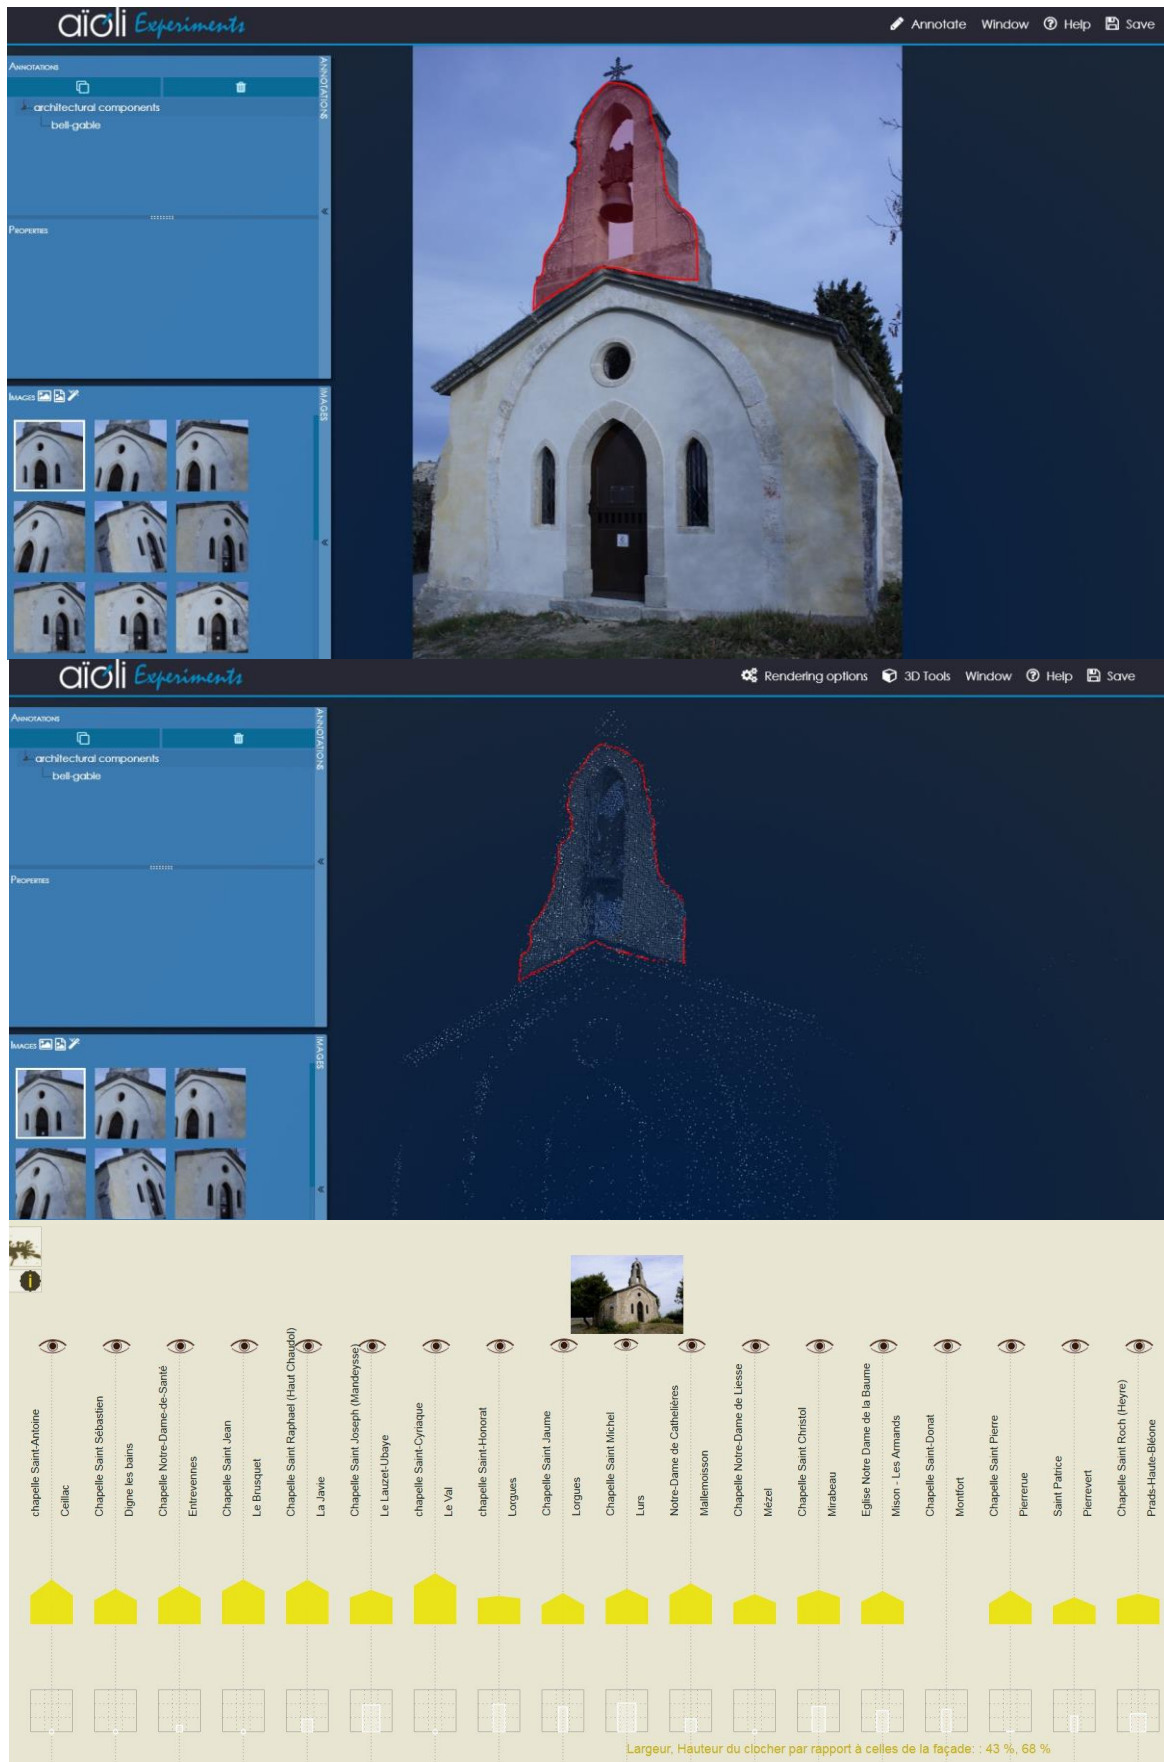 aïoli Experiments
Annotate Window Help Save
ANNOTATIONS
ANNOTATIONS
architectural components
bell-gable
PROPERTIES
IMAGES
IMAGES
aïoli Experiments
Rendering options 3D Tools Window Help Save
ANNOTATIONS
ANNOTATIONS
architectural components
bell-gable
PROPERTIES
IMAGES
IMAGES
i
chapelle Saint-Antoine
Ceillac
Chapelle Saint Sébastien
Digne les bains
Chapelle Notre-Dame-de-Santé
Entrevennes
Chapelle Saint Jean
Le Brusquet
Chapelle Saint Raphael (Haut Chaudol)
La Javie
Chapelle Saint Joseph (Mandeysse)
Le Lauzet-Ubaye
chapelle Saint-Cyriaque
Le Val
chapelle Saint-Honorat
Lorgues
Chapelle Saint Jaume
Lorgues
Chapelle Saint Michel
Lurs
Notre-Dame de Cathelières
Mallemoisson
Chapelle Notre-Dame de Liesse
Mézel
Chapelle Saint Christol
Mirabeau
Eglise Notre Dame de la Baume
Mison - Les Armands
Chapelle Saint-Donat
Montfort
Chapelle Saint Pierre
Pierrerue
Saint Patrice
Pierrevert
Chapelle Saint Roch (Heyre)
Prads-Haute-Bléone
Largeur, Hauteur du clocher par rapport à celles de la façade: : 43 %, 68 %